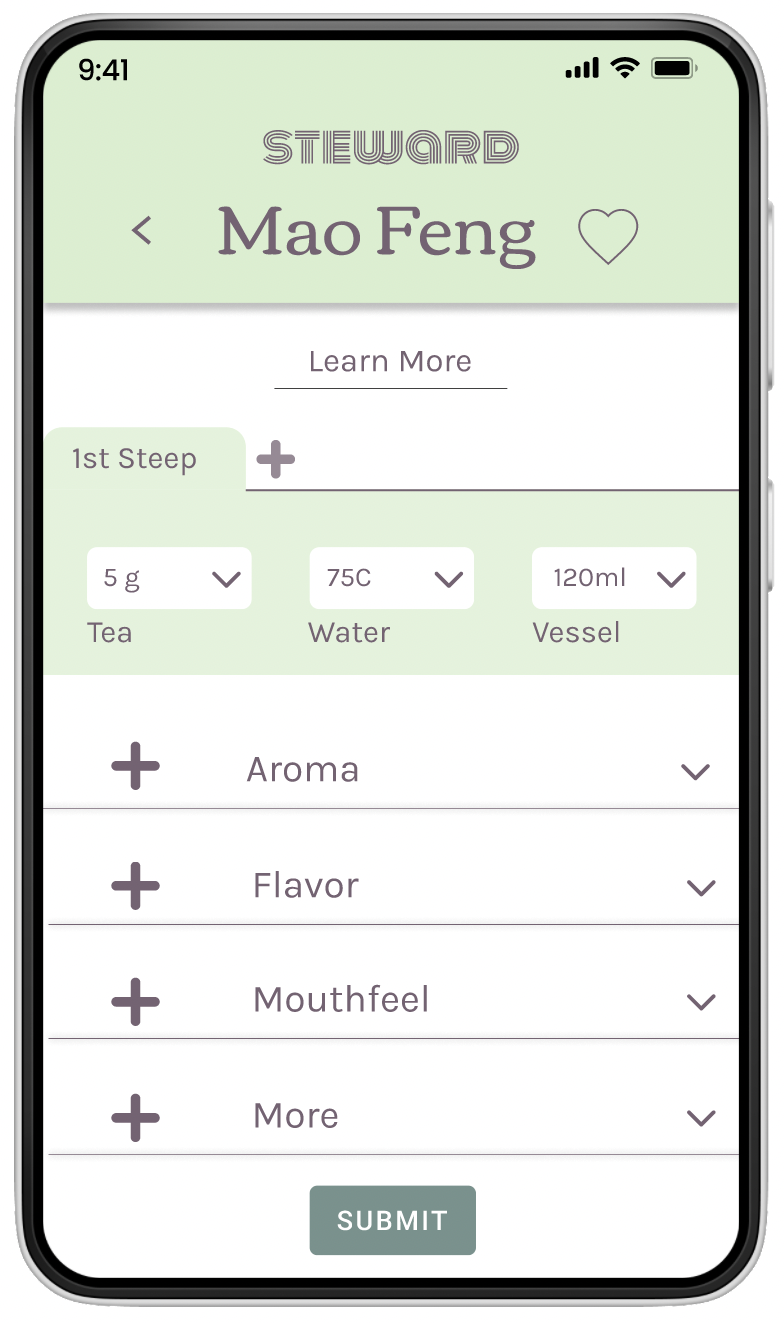 9:41
STEWARD
Mao Feng
Learn More
1st Steep
5 g 75C 120ml
Tea Water Vessel
Aroma
Flavor
Mouthfeel
More
SUBMIT